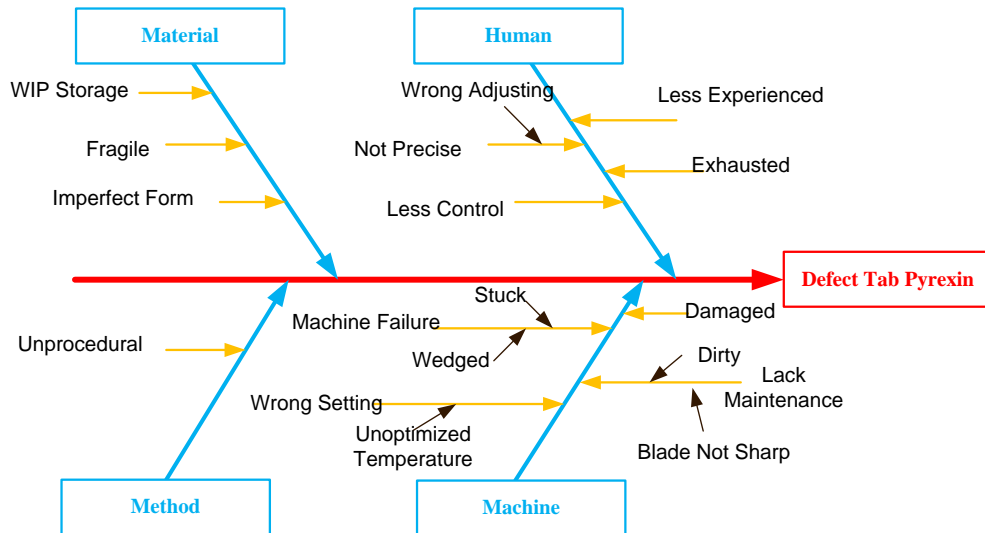 Material
Human
WIP Storage
Wrong Adjusting
Less Experienced
Fragile
Not Precise
Exhausted
Imperfect Form
Less Control
Defect Tab Pyrexin
Stuck
Damaged
Machine Failure
Unprocedural
Wedged
Dirty
Lack
Maintenance
Wrong Setting
Unoptimized
Temperature
Blade Not Sharp
Method
Machine